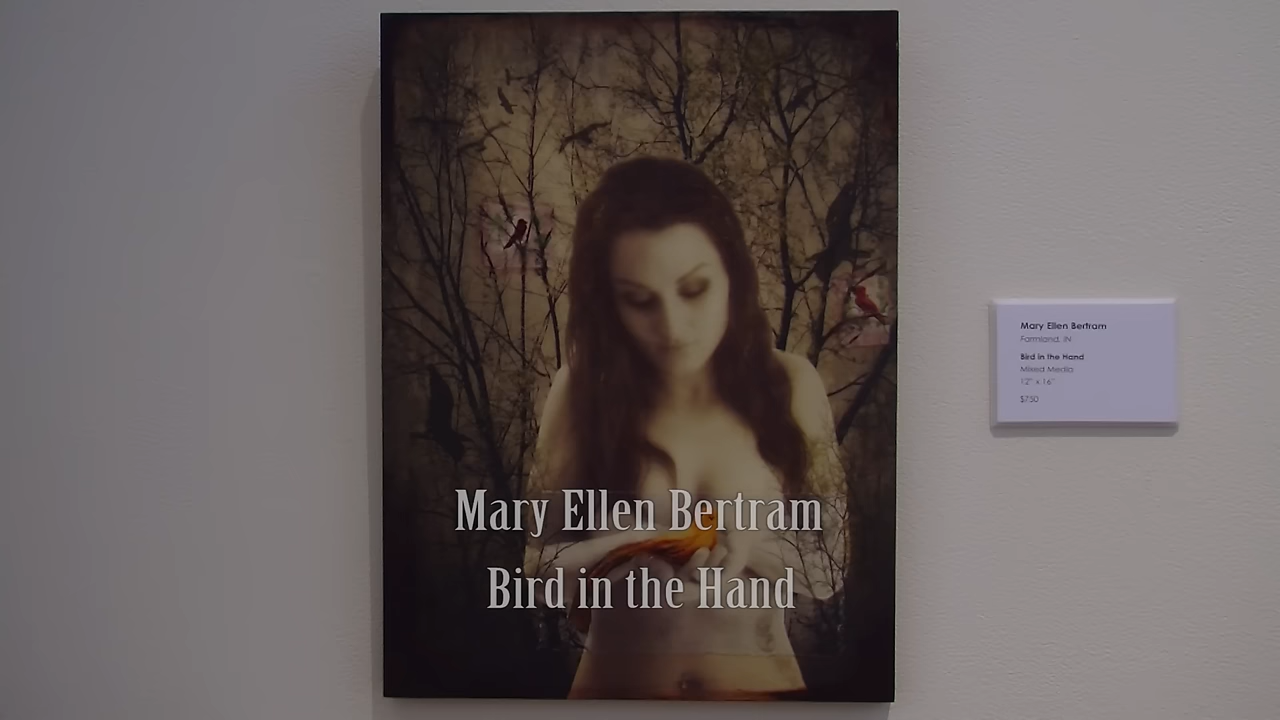 Mary Ellen Bertram
Bird in the Hand
Mary Ellen Bertram
Farmland, IN
Bird in the Hand
Mixed Media
12" x 16"
$750